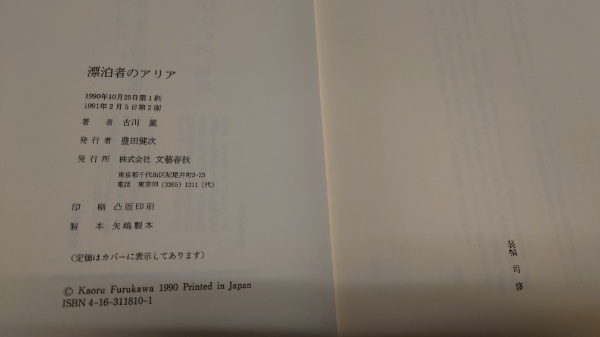 漂泊者のアリア
1990年10月25日第1刷
1991年2月5日第2刷
著 者 古川 薫
発行者 豊田健次
発行所 株式会社 文藝春秋
東京都千代田区紀尾井町3-23
電話 東京03 (3265) 1211 (代)
印 刷 凸版印刷
製 本 矢嶋製本
(定価はカバーに表示してあります)
© Kaoru Furukawa 1990 Printed in Japan
ISBN 4-16-311810-1
装幀 司 修